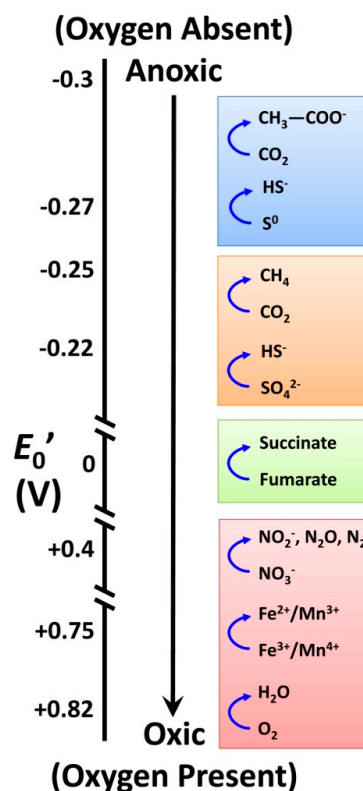 (Oxygen Absent)
Anoxic
-0.3
CH₃—COO⁻
CO₂
-0.27
HS⁻
S⁰
-0.25
CH₄
CO₂
-0.22
HS⁻
SO₄²⁻
E₀’
(V)
0
Succinate
Fumarate
+0.4
NO₂⁻, N₂O, N₂
NO₃⁻
+0.75
Fe²⁺/Mn³⁺
Fe³⁺/Mn⁴⁺
+0.82
H₂O
O₂
Oxic
(Oxygen Present)